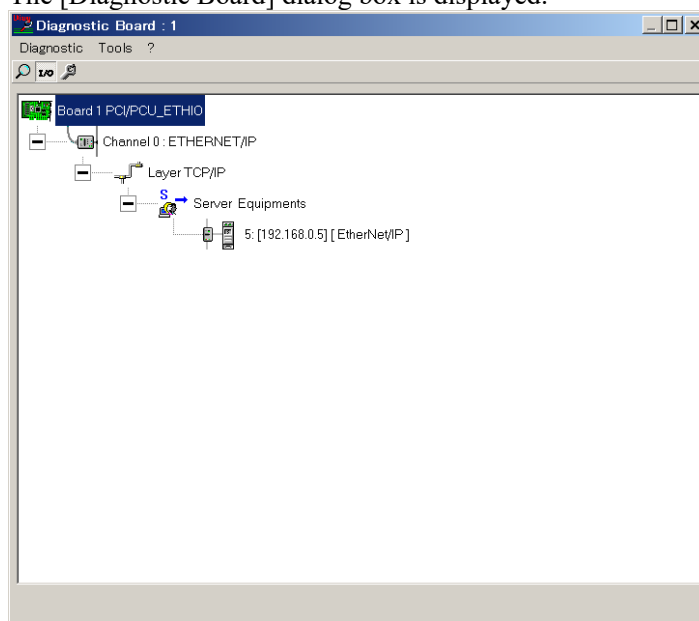 The [Diagnostic Board] dialog box is displayed.
Diagnostic Board : 1
Diagnostic Tools ?
I/O
Board 1 PCI/PCU_ETHIO
Channel 0 : ETHERNET/IP
Layer TCP/IP
S
Server Equipments
5: [192.168.0.5] [ EtherNet/IP ]